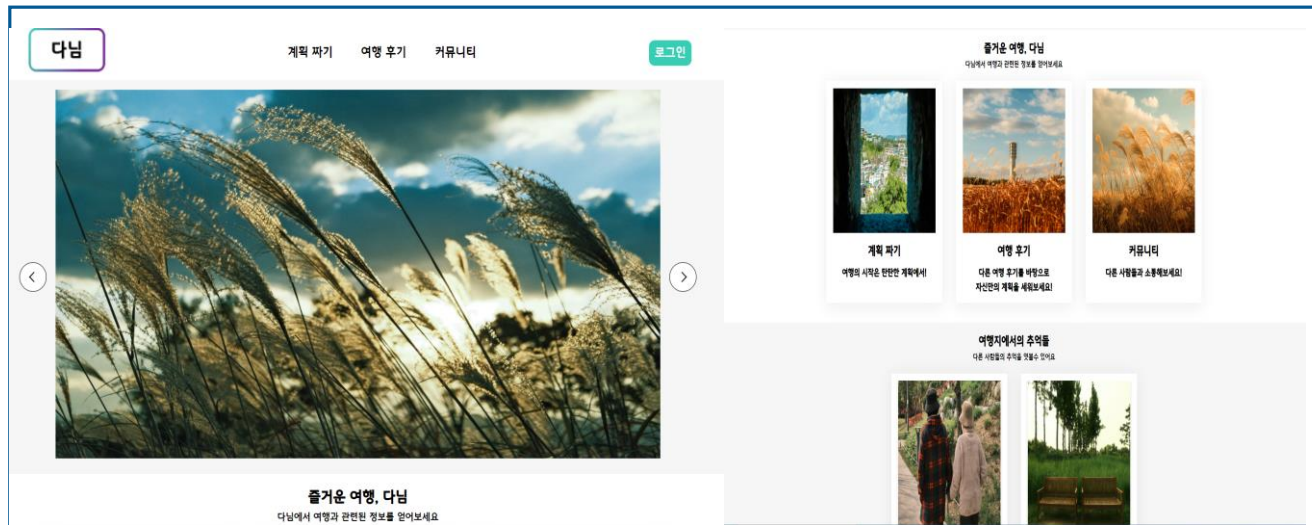 다님
계획 짜기
여행 후기
커뮤니티
로그인
즐거운 여행, 다님
다님에서 여행과 관련된 정보를 얻어보세요
즐거운 여행, 다님
다님에서 여행과 관련된 정보를 얻어보세요
계획 짜기
여행의 시작은 탄탄한 계획에서!
여행 후기
다른 여행 후기를 바탕으로
자신만의 계획을 세워보세요!
커뮤니티
다른 사람들과 소통해보세요!
여행지에서의 추억들
다른 사람들의 추억을 엿볼수 있어요